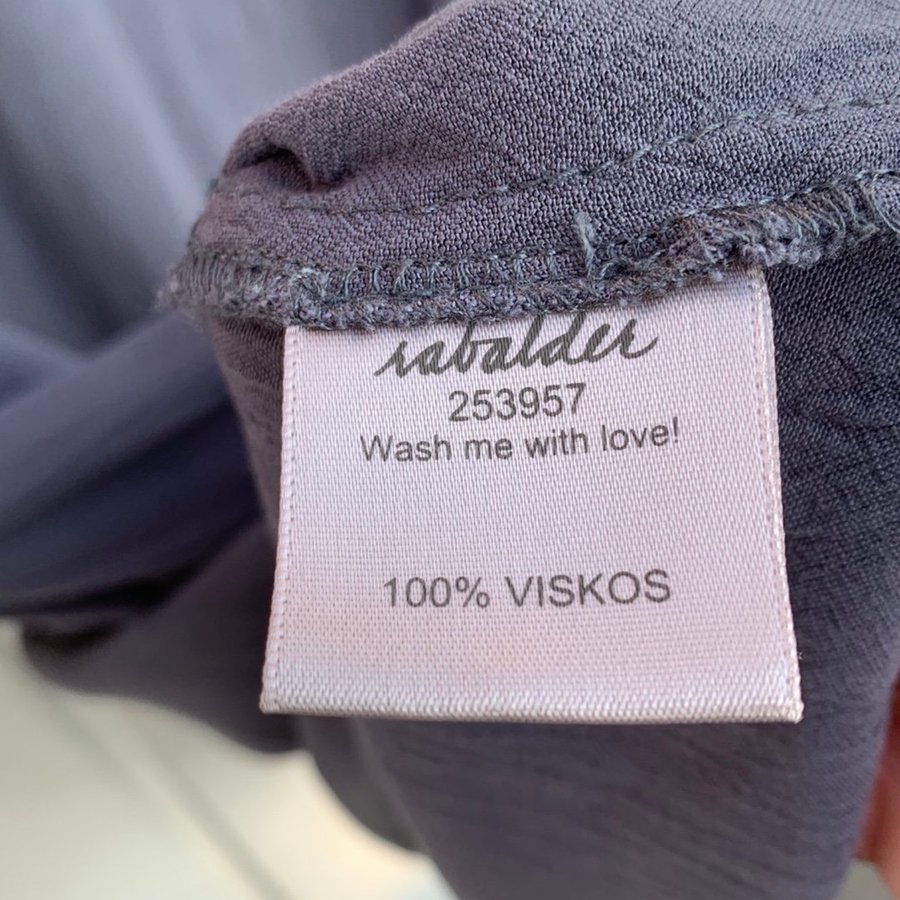 rabalder
253957
Wash me with love!
100% VISKOS